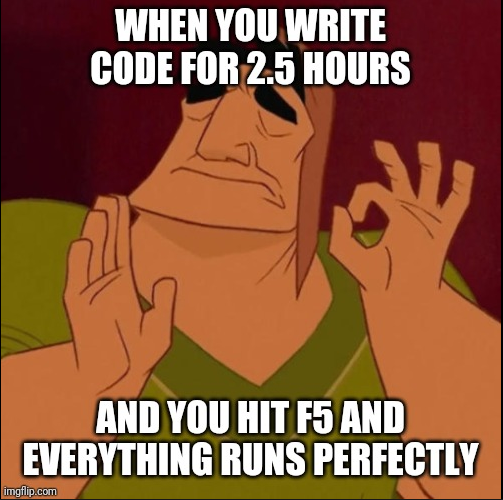 WHEN YOU WRITE
CODE FOR 2.5 HOURS
AND YOU HIT F5 AND
EVERYTHING RUNS PERFECTLY
imgflip.com